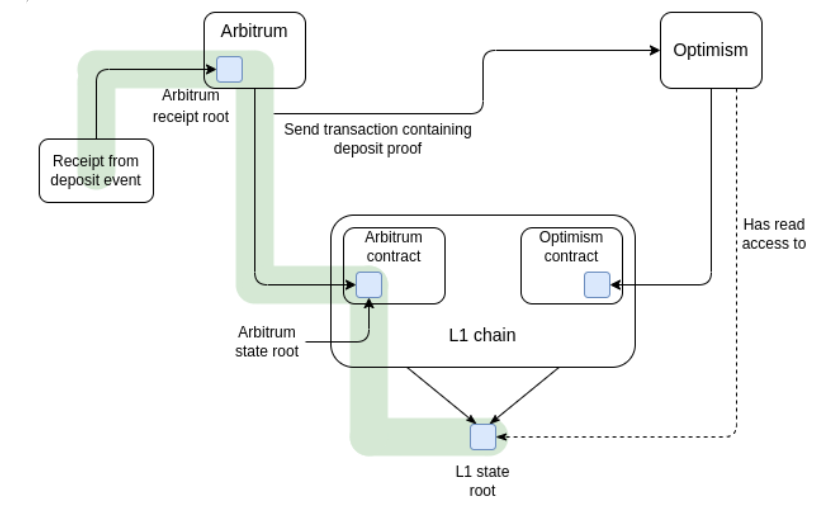 Arbitrum
Optimism
Arbitrum
receipt root
Send transaction containing
deposit proof
Receipt from
deposit event
Has read
access to
Arbitrum
contract
Optimism
contract
Arbitrum
state root
L1 chain
L1 state
root